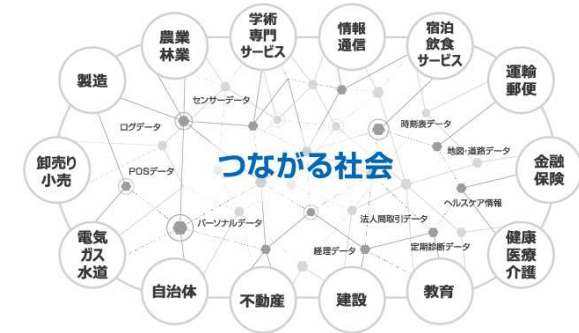 学術
専門
サービス
情報
通信
農業
林業
宿泊
飲食
サービス
製造
運輸
郵便
センサーデータ
ログデータ
時刻表データ
地図・道路データ
卸売り
小売
POSデータ
つながる社会
金融
保険
ヘルスケア情報
パーソナルデータ
法人間取引データ
経理データ
定期診断データ
電気
ガス
水道
健康
医療
介護
自治体
不動産
建設
教育